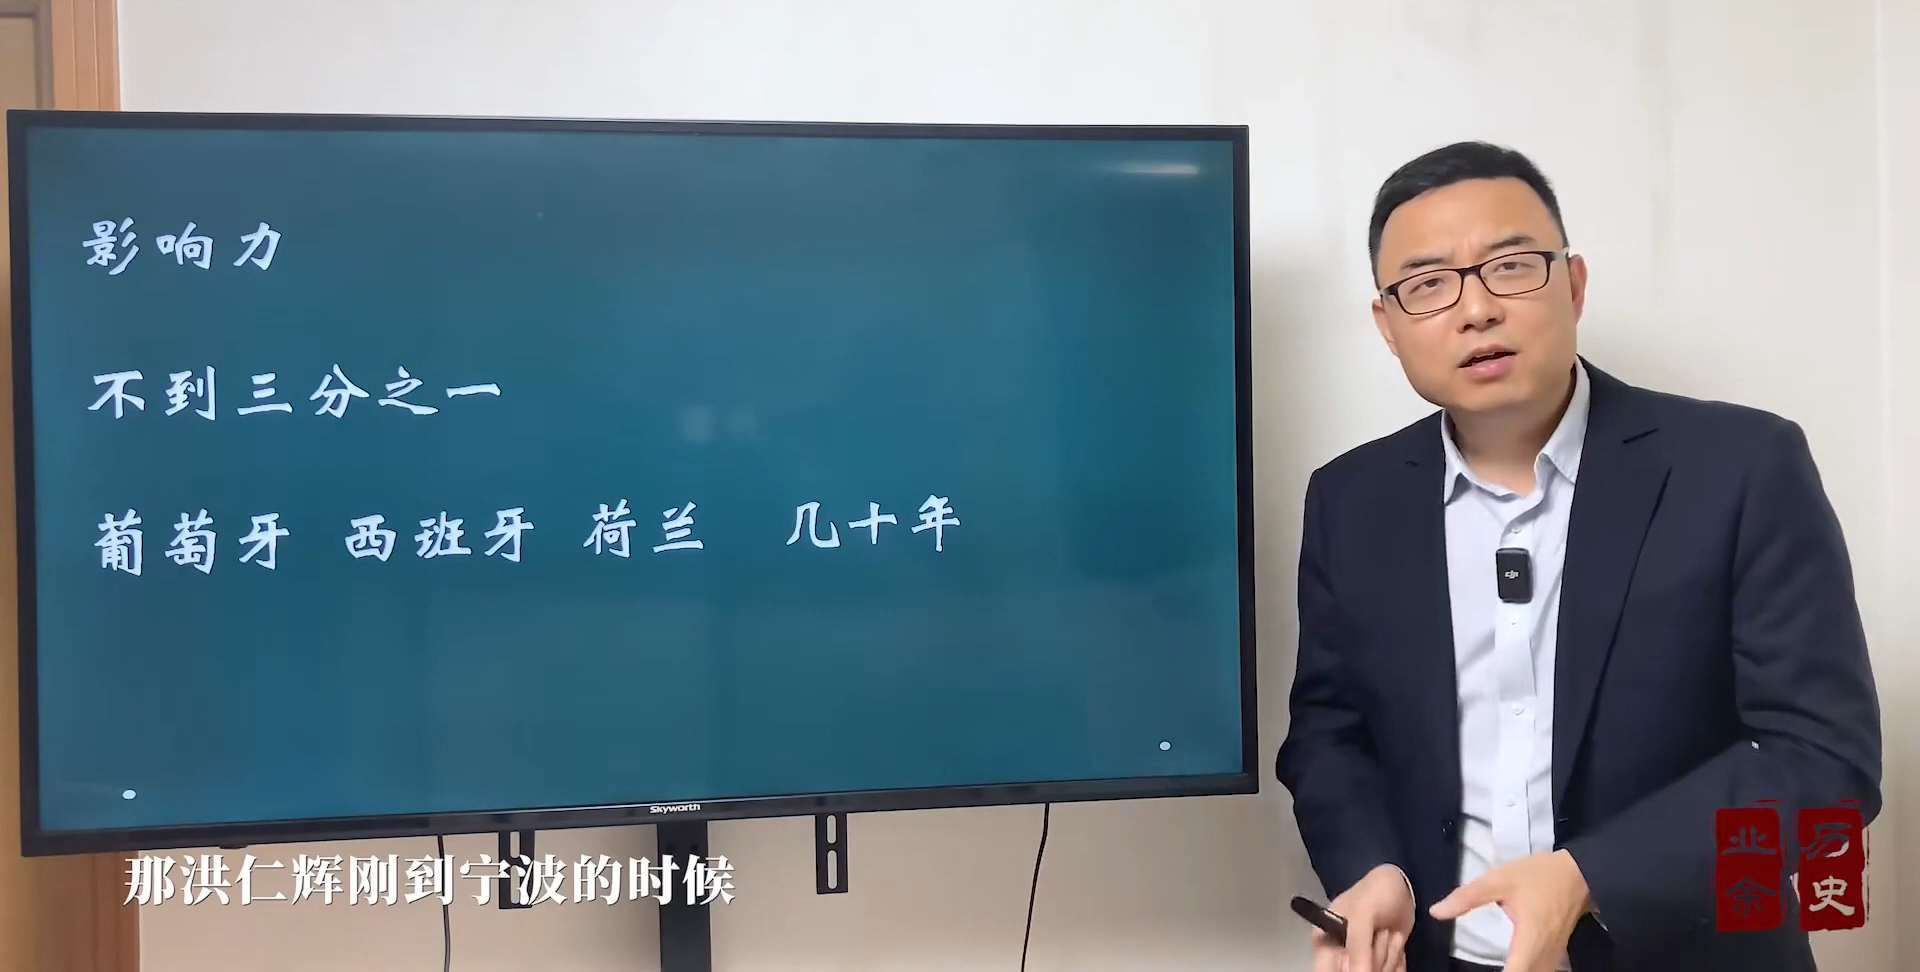 影响力
不到三分之一
葡萄牙 西班牙 荷兰 几十年
Skyworth
那洪仁辉刚到宁波的时候
业余
历史